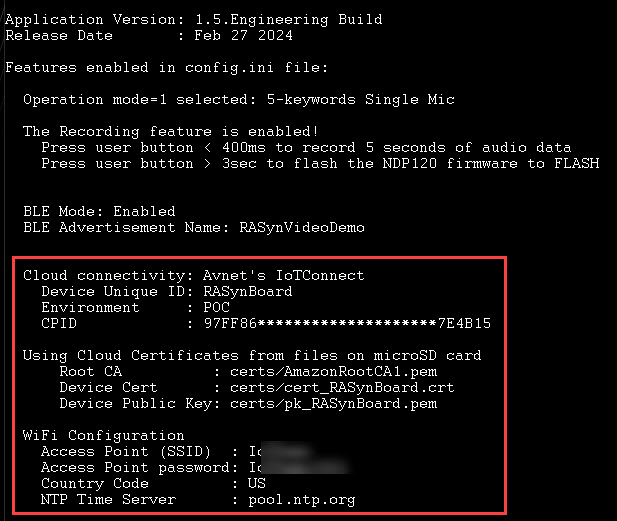 Application Version: 1.5.Engineering Build
Release Date       : Feb 27 2024
Features enabled in config.ini file:
Operation mode=1 selected: 5-keywords Single Mic
The Recording feature is enabled!
Press user button < 400ms to record 5 seconds of audio data
Press user button > 3sec to flash the NDP120 firmware to FLASH
BLE Mode: Enabled
BLE Advertisement Name: RASynVideoDemo
Cloud connectivity: Avnet's IoTConnect
Device Unique ID: RASynBoard
Environment     : POC
CPID            : 97FF86********************7E4B15
Using Cloud Certificates from files on microSD card
Root CA          : certs/AmazonRootCA1.pem
Device Cert      : certs/cert_RASynBoard.crt
Device Public Key: certs/pk_RASynBoard.pem
WiFi Configuration
Access Point (SSID)  :
Access Point password:
Country Code         : US
NTP Time Server      : pool.ntp.org